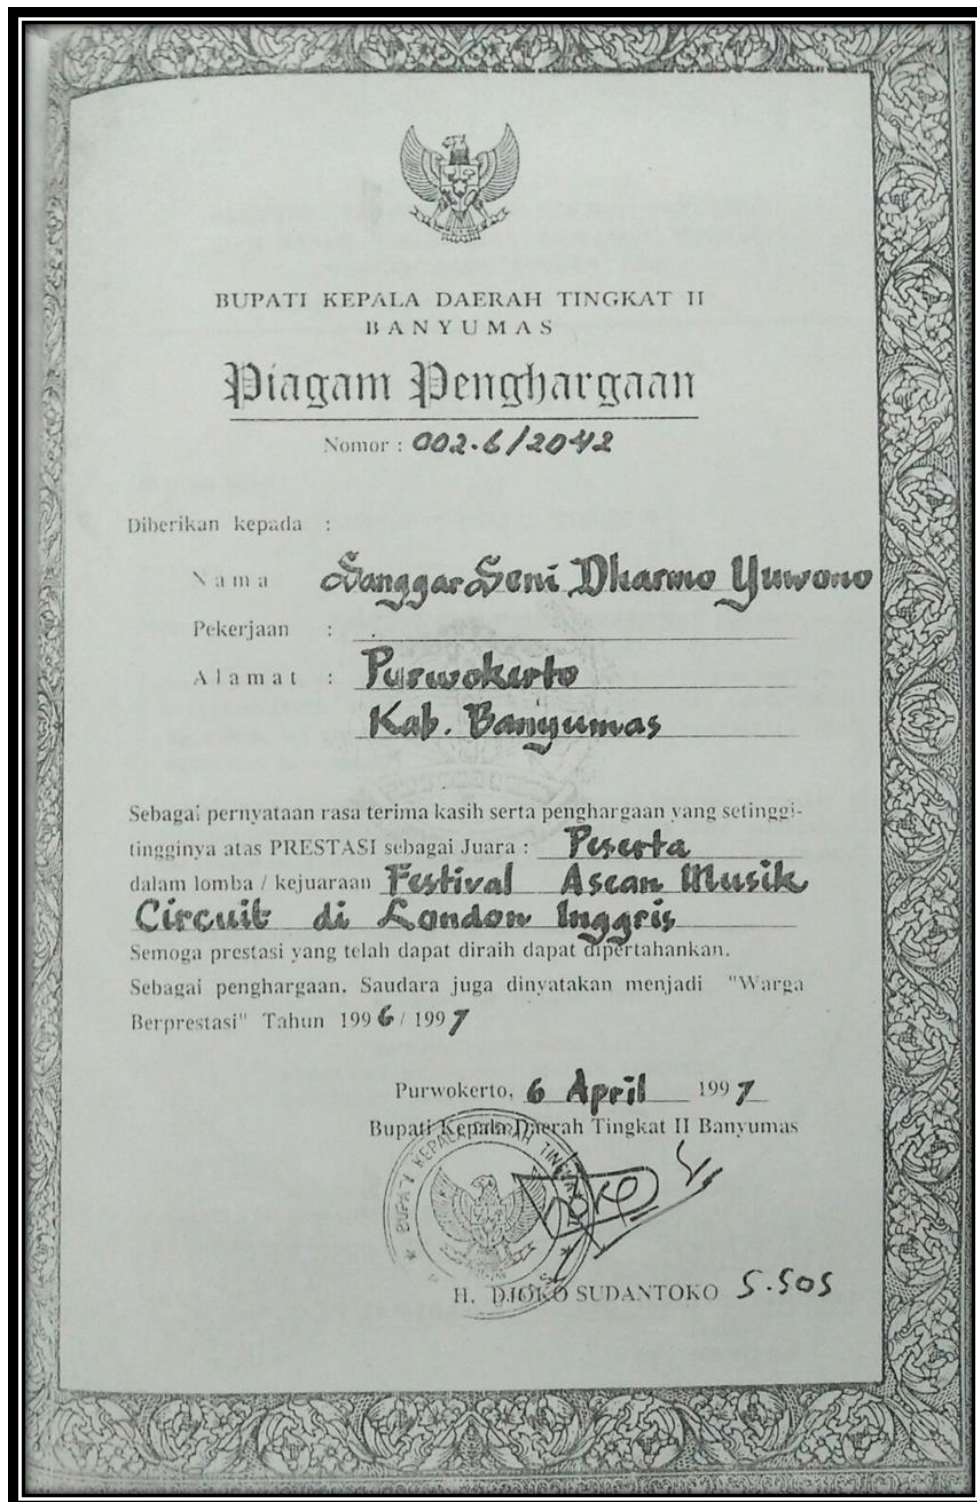 BUPATI KEPALA DAERAH TINGKAT II
BANYUMAS
Piagam Penghargaan
Nomor : 002.6/2042
Diberikan kepada :
Nama Sanggar Seni Dharmo Yuwono
Pekerjaan :
Alamat : Purwokerto
Kab. Banyumas
Sebagai pernyataan rasa terima kasih serta penghargaan yang setinggi-
tingginya atas PRESTASI sebagai Juara : Peserta
dalam lomba / kejuaraan Festival Asean Musik
Circuit di London Inggris
Semoga prestasi yang telah dapat diraih dapat dipertahankan.
Sebagai penghargaan, Saudara juga dinyatakan menjadi "Warga
Berprestasi" Tahun 1996 / 1997
Purwokerto, 6 April 1997
Bupati Kepala Daerah Tingkat II Banyumas
BUPATI KEPALA DAERAH TING
H. DJOKO SUDANTOKO S.SOS